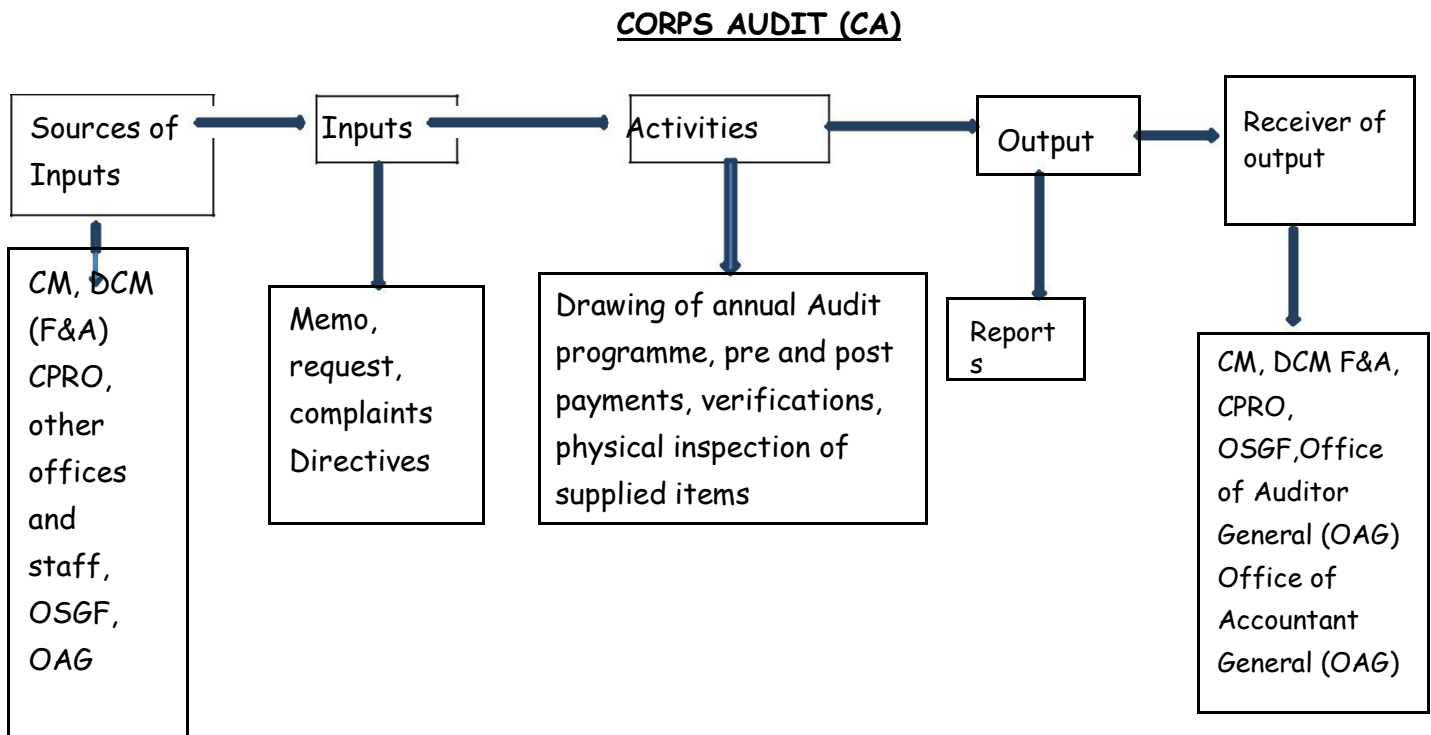 CORPS AUDIT (CA)
Sources of
Inputs
Inputs
Activities
Output
Receiver of
output
CM, DCM
(F&A)
CPRO,
other
offices
and
staff,
OSGF,
OAG
Memo,
request,
complaints
Directives
Drawing of annual Audit
programme, pre and post
payments, verifications,
physical inspection of
supplied items
Report
s
CM, DCM F&A,
CPRO,
OSGF,Office
of Auditor
General (OAG)
Office of
Accountant
General (OAG)